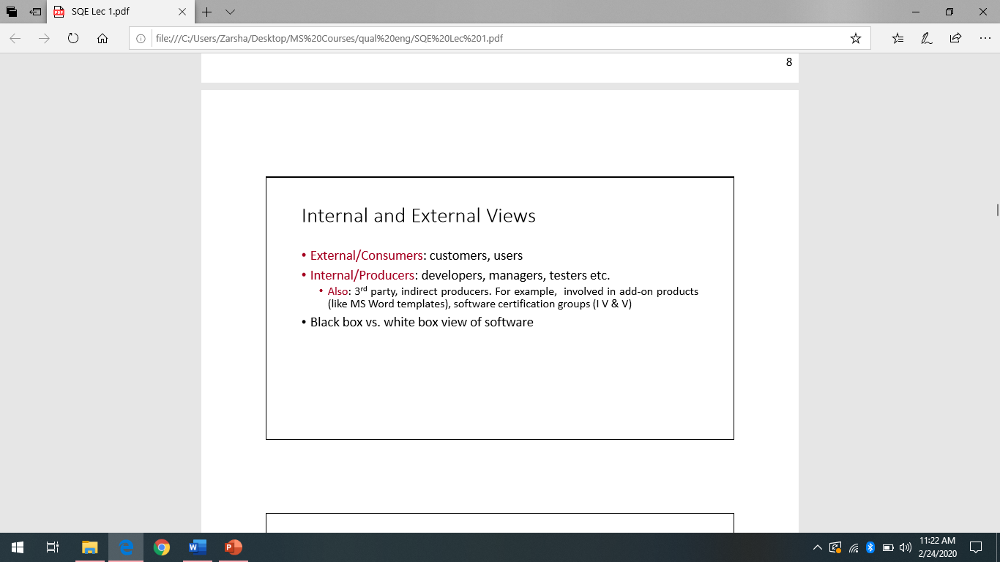 SQE Lec 1.pdf
file:///C:/Users/Zarsha/Desktop/MS%20Courses/qual%20eng/SQE%20Lec%201.pdf
8
Internal and External Views
• External/Consumers: customers, users
• Internal/Producers: developers, managers, testers etc.
• Also: 3rd party, indirect producers. For example, involved in add-on products
(like MS Word templates), software certification groups (I V & V)
• Black box vs. white box view of software
11:22 AM
2/24/2020